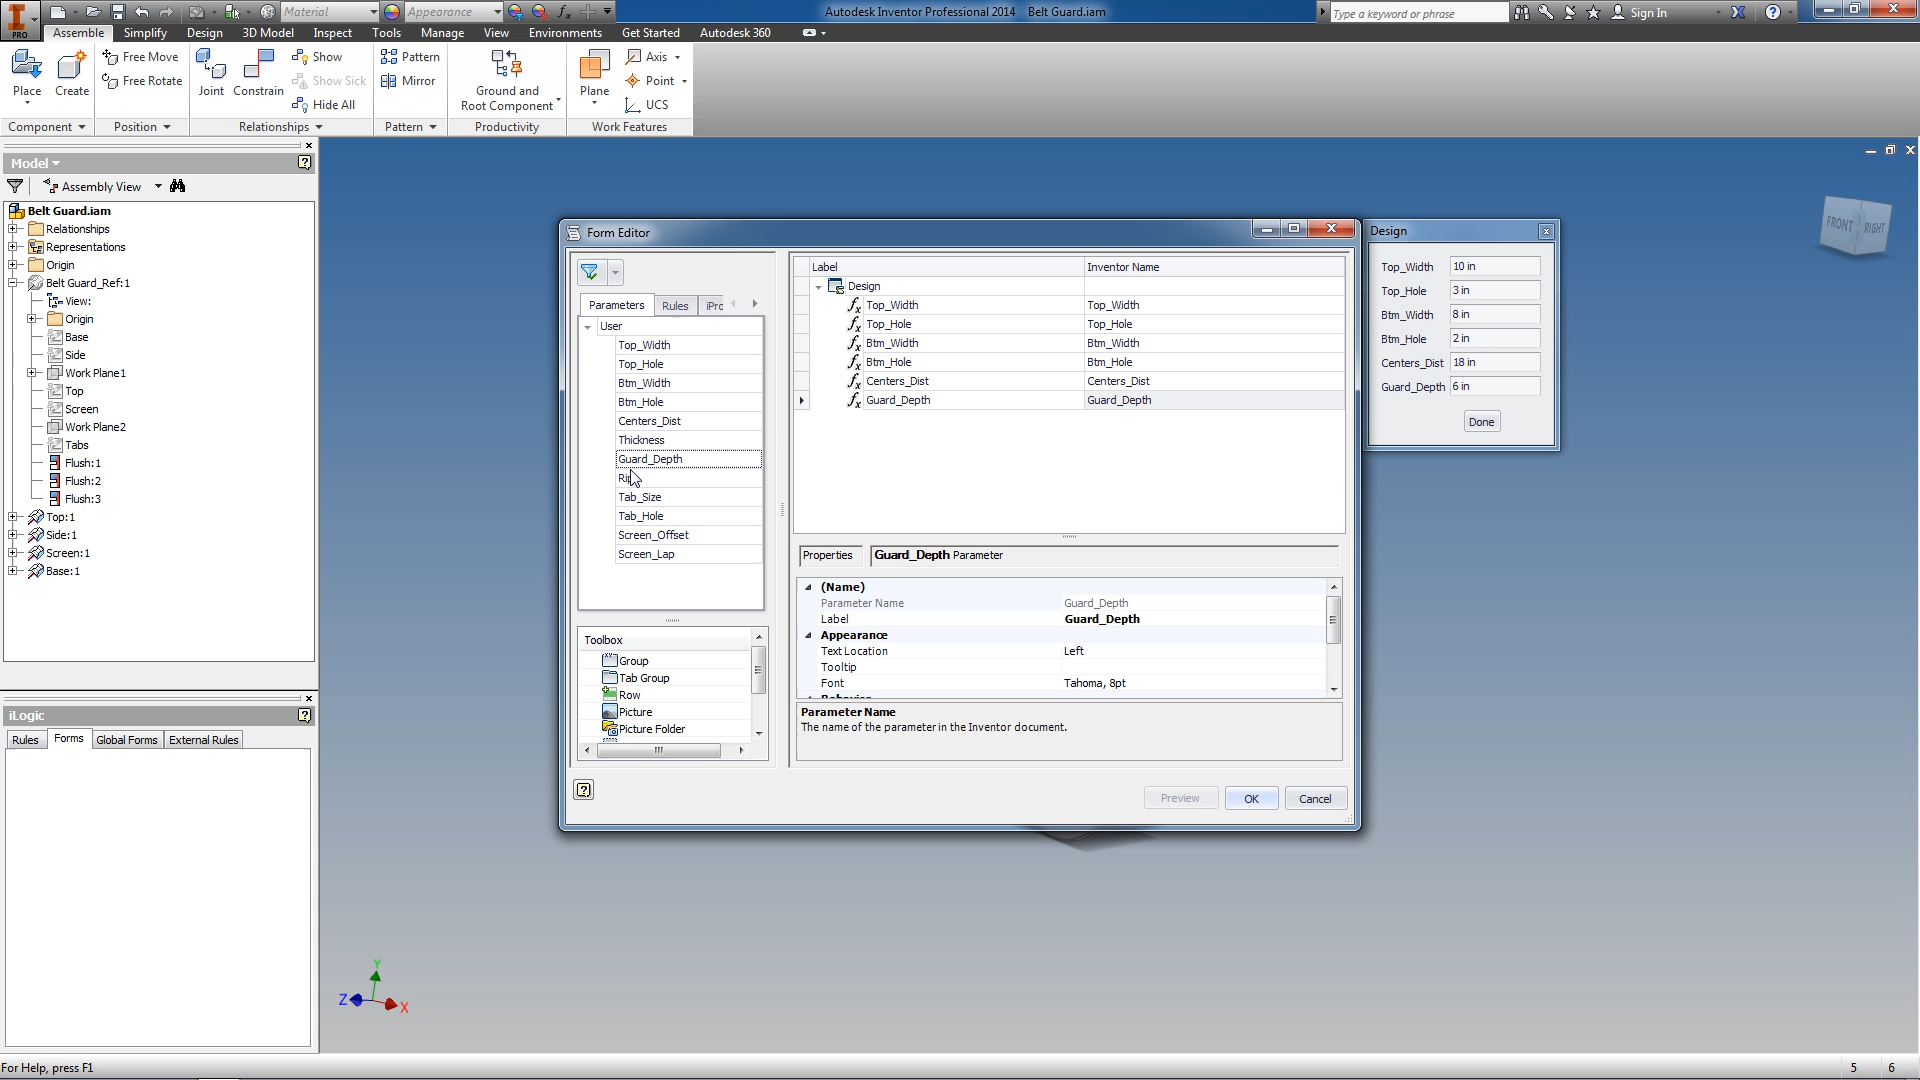 Material
Appearance
Autodesk Inventor Professional 2014 Belt Guard.iam
Type a keyword or phrase
Sign In
PRO
Assemble Simplify Design 3D Model Inspect Tools Manage View Environments Get Started Autodesk 360
Place
Create
Free Move
Free Rotate
Joint
Constrain
Show
Show Sick
Hide All
Pattern
Mirror
Ground and
Root Component
Plane
Axis
Point
UCS
Component Position Relationships Pattern Productivity Work Features
Model
Assembly View
Belt Guard.iam
Relationships
Representations
Origin
Belt Guard_Ref:1
View:
Origin
Base
Side
Work Plane1
Top
Screen
Work Plane2
Tabs
Flush:1
Flush:2
Flush:3
Top:1
Side:1
Screen:1
Base:1
iLogic
Rules Forms Global Forms External Rules
Form Editor
Parameters Rules iPro
User
Top_Width
Top_Hole
Btm_Width
Btm_Hole
Centers_Dist
Thickness
Guard_Depth
Tab_Size
Tab_Hole
Screen_Offset
Screen_Lap
Toolbox
Group
Tab Group
Row
Picture
Picture Folder
Label Inventor Name
Design
Top_Width Top_Width
Top_Hole Top_Hole
Btm_Width Btm_Width
Btm_Hole Btm_Hole
Centers_Dist Centers_Dist
Guard_Depth Guard_Depth
Properties Guard_Depth Parameter
(Name)
Parameter Name Guard_Depth
Label Guard_Depth
Appearance
Text Location Left
Tooltip
Font Tahoma, 8pt
Behavior
Parameter Name
The name of the parameter in the Inventor document.
Preview OK Cancel
Design
Top_Width 10 in
Top_Hole 3 in
Btm_Width 8 in
Btm_Hole 2 in
Centers_Dist 18 in
Guard_Depth 6 in
Done
FRONT RIGHT
Y
Z
X
For Help, press F1
5 6